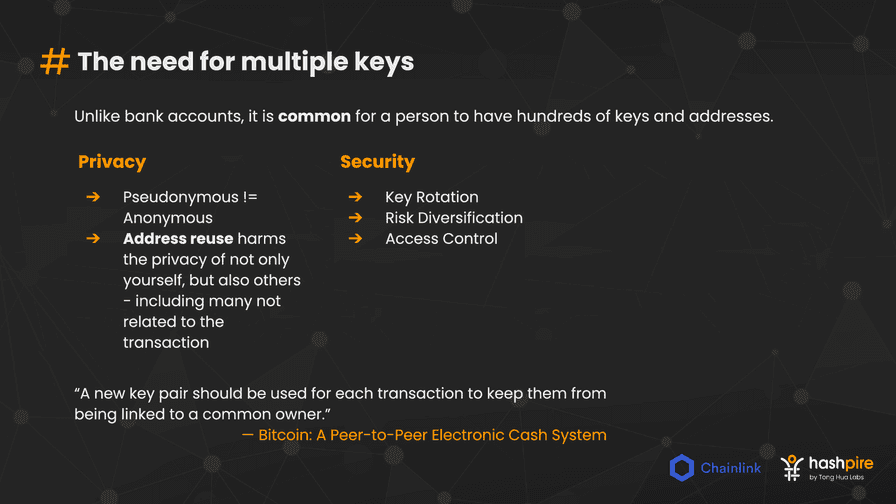 # The need for multiple keys
Unlike bank accounts, it is common for a person to have hundreds of keys and addresses.
Privacy
➔ Pseudonymous !=
Anonymous
➔ Address reuse harms
the privacy of not only
yourself, but also others
- including many not
related to the
transaction
Security
➔ Key Rotation
➔ Risk Diversification
➔ Access Control
“A new key pair should be used for each transaction to keep them from
being linked to a common owner.”
— Bitcoin: A Peer-to-Peer Electronic Cash System
Chainlink
hashpire
by Tong Hua Labs